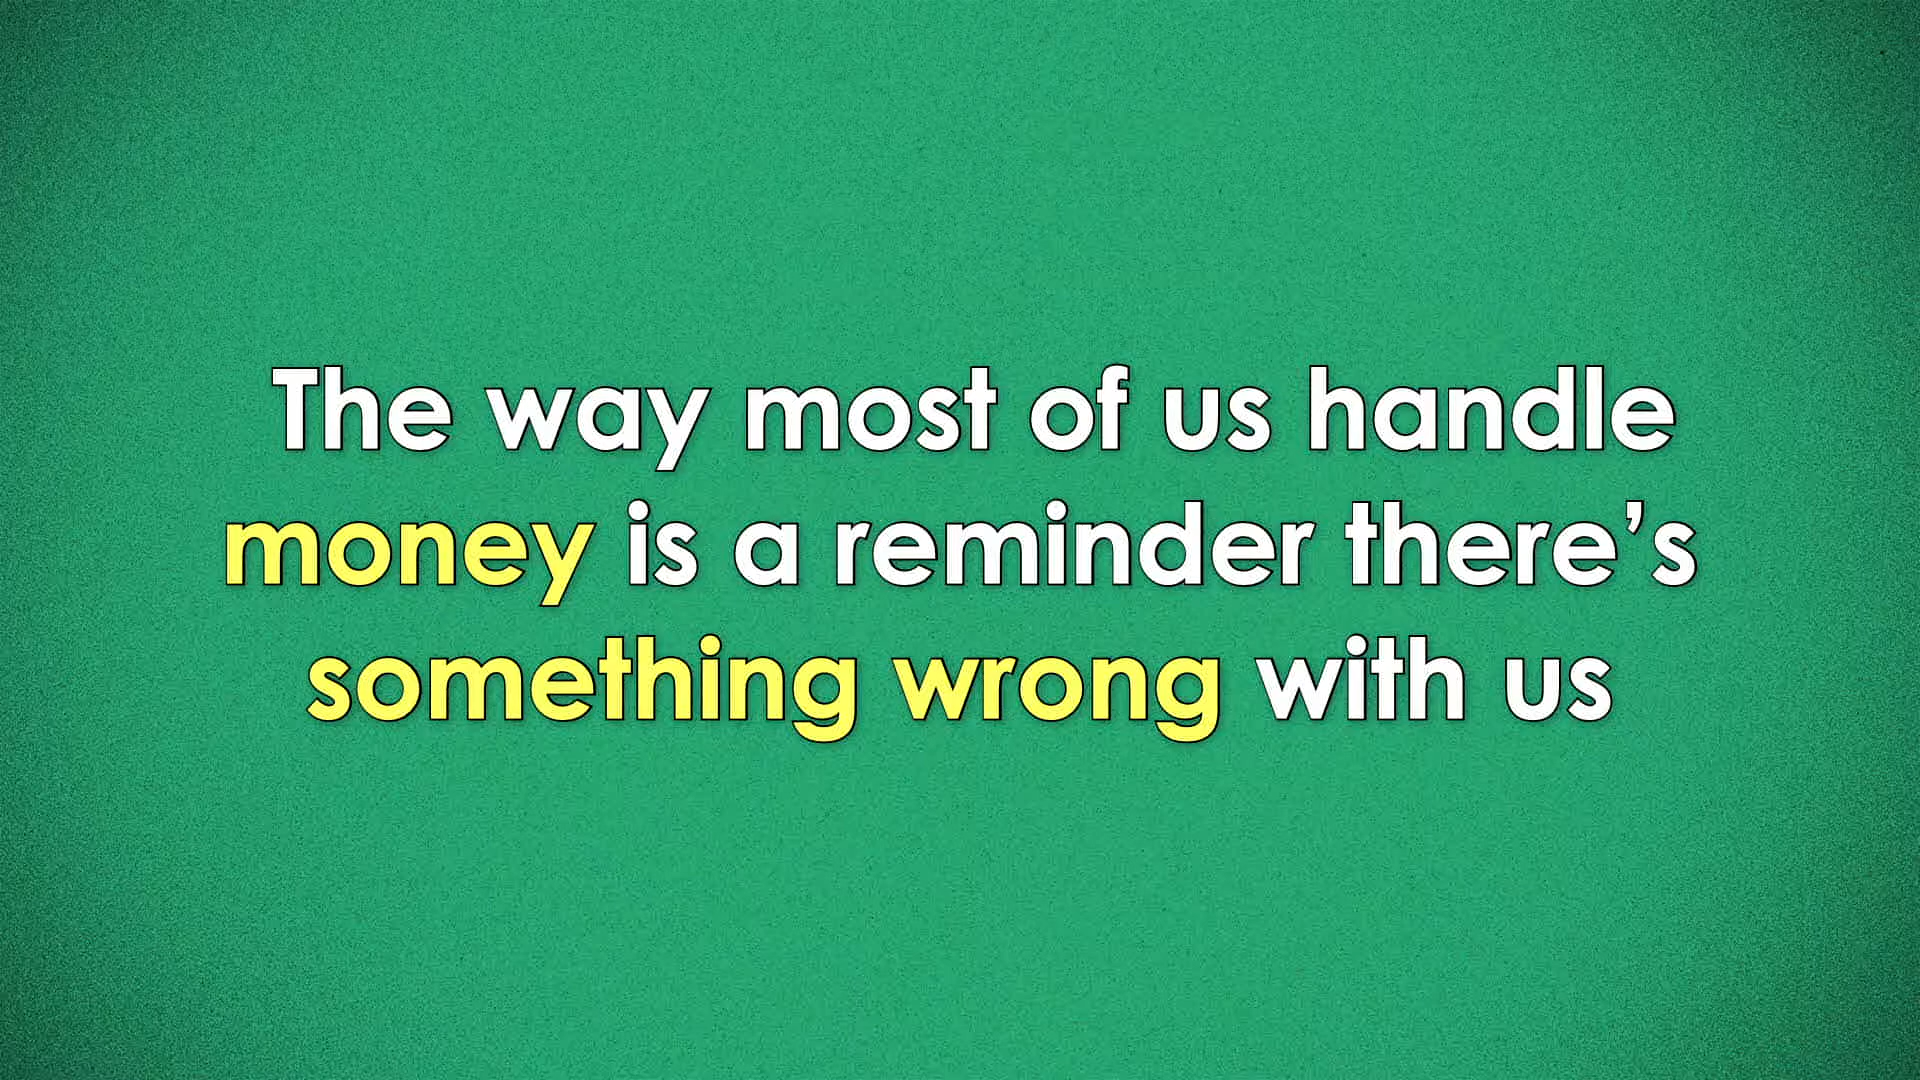 The way most of us handle
money is a reminder there’s
something wrong with us